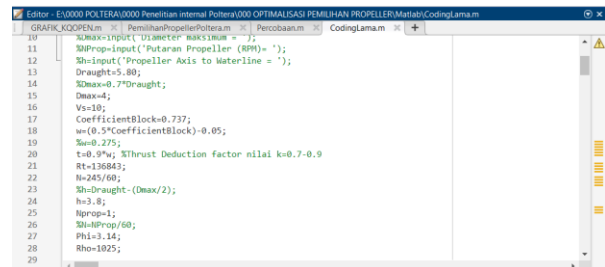 Editor - E:\0000 POLTERA\0000 Penelitian internal Poltera\000 OPTIMALISASI PEMILIHAN PROPELLER\Matlab\CodingLama.m
GRAFIK_KQOPEN.m × PemilihanPropellerPoltera.m × Percobaan.m × CodingLama.m × +
10 %Dmax=input('Diameter maksimum = ');
11 %NProp=input('Putaran Propeller (RPM)= ');
12 %h=input('Propeller Axis to Waterline = ');
13 Draught=5.80;
14 %Dmax=0.7*Draught;
15 Dmax=4;
16 Vs=10;
17 CoefficientBlock=0.737;
18 w=(0.5*CoefficientBlock)-0.05;
19 %w=0.275;
20 t=0.9*w; %Thrust Deduction factor nilai k=0.7-0.9
21 Rt=136843;
22 N=245/60;
23 %h=Draught-(Dmax/2);
24 h=3.8;
25 Nprop=1;
26 %N=NProp/60;
27 Phi=3.14;
28 Rho=1025;
29